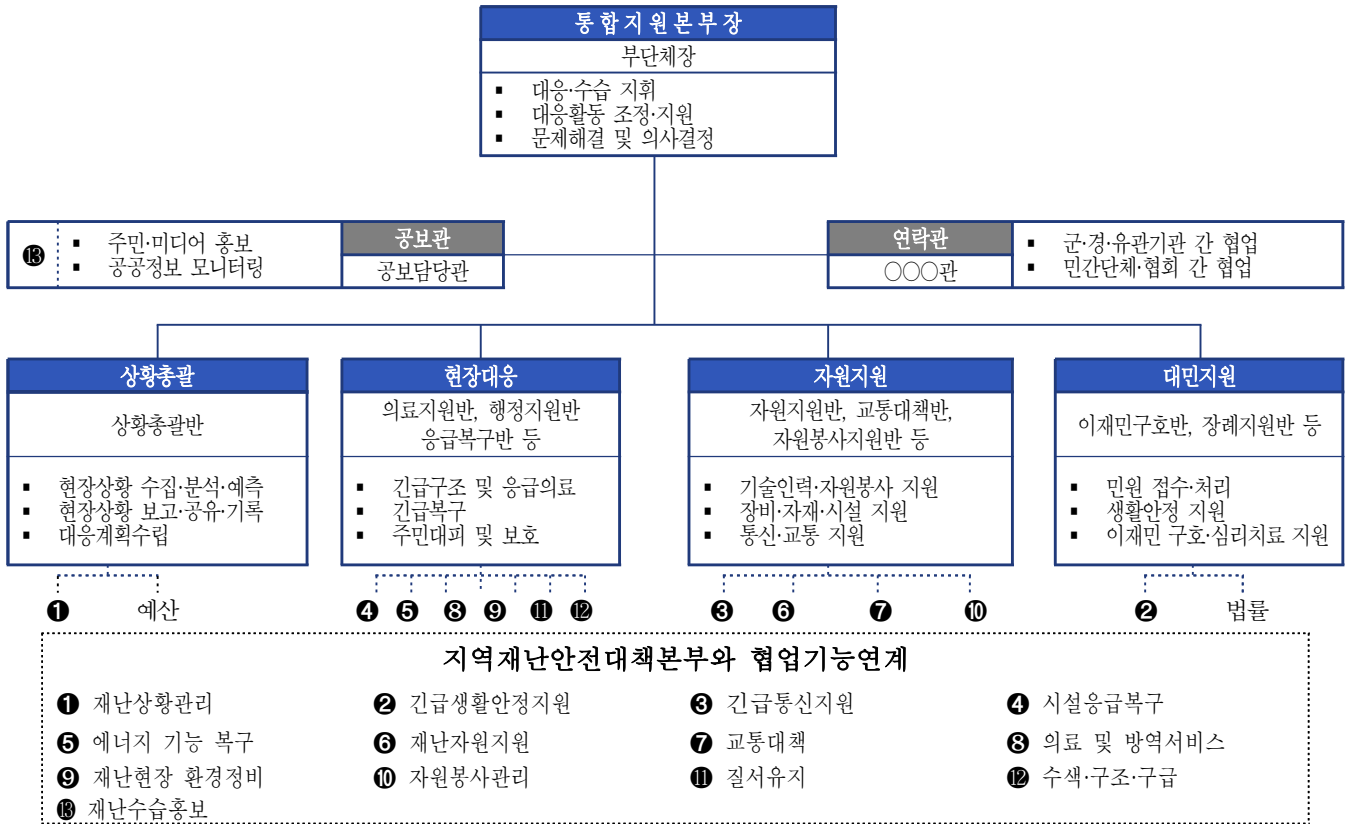 통합지원본부장
부단체장
▪ 대응·수습 지휘
▪ 대응활동 조정·지원
▪ 문제해결 및 의사결정
⓭
▪ 주민·미디어 홍보
▪ 공공정보 모니터링
공보관
공보담당관
연락관
○○○관
▪ 군·경·유관기관 간 협업
▪ 민간단체·협회 간 협업
상황총괄
상황총괄반
▪ 현장상황 수집·분석·예측
▪ 현장상황 보고·공유·기록
▪ 대응계획수립
❶ 예산
현장대응
의료지원반, 행정지원반
응급복구반 등
▪ 긴급구조 및 응급의료
▪ 긴급복구
▪ 주민대피 및 보호
❹ ❺ ❽ ❾ ⓫ ⓬
자원지원
자원지원반, 교통대책반,
자원봉사지원반 등
▪ 기술인력·자원봉사 지원
▪ 장비·자재·시설 지원
▪ 통신·교통 지원
❸ ❻ ❼ ❿
대민지원
이재민구호반, 장례지원반 등
▪ 민원 접수·처리
▪ 생활안정 지원
▪ 이재민 구호·심리치료 지원
❷ 법률
지역재난안전대책본부와 협업기능연계
❶ 재난상황관리 ❷ 긴급생활안정지원 ❸ 긴급통신지원 ❹ 시설응급복구
❺ 에너지 기능 복구 ❻ 재난자원지원 ❼ 교통대책 ❽ 의료 및 방역서비스
❾ 재난현장 환경정비 ❿ 자원봉사관리 ⓫ 질서유지 ⓬ 수색·구조·구급
⓭ 재난수습홍보